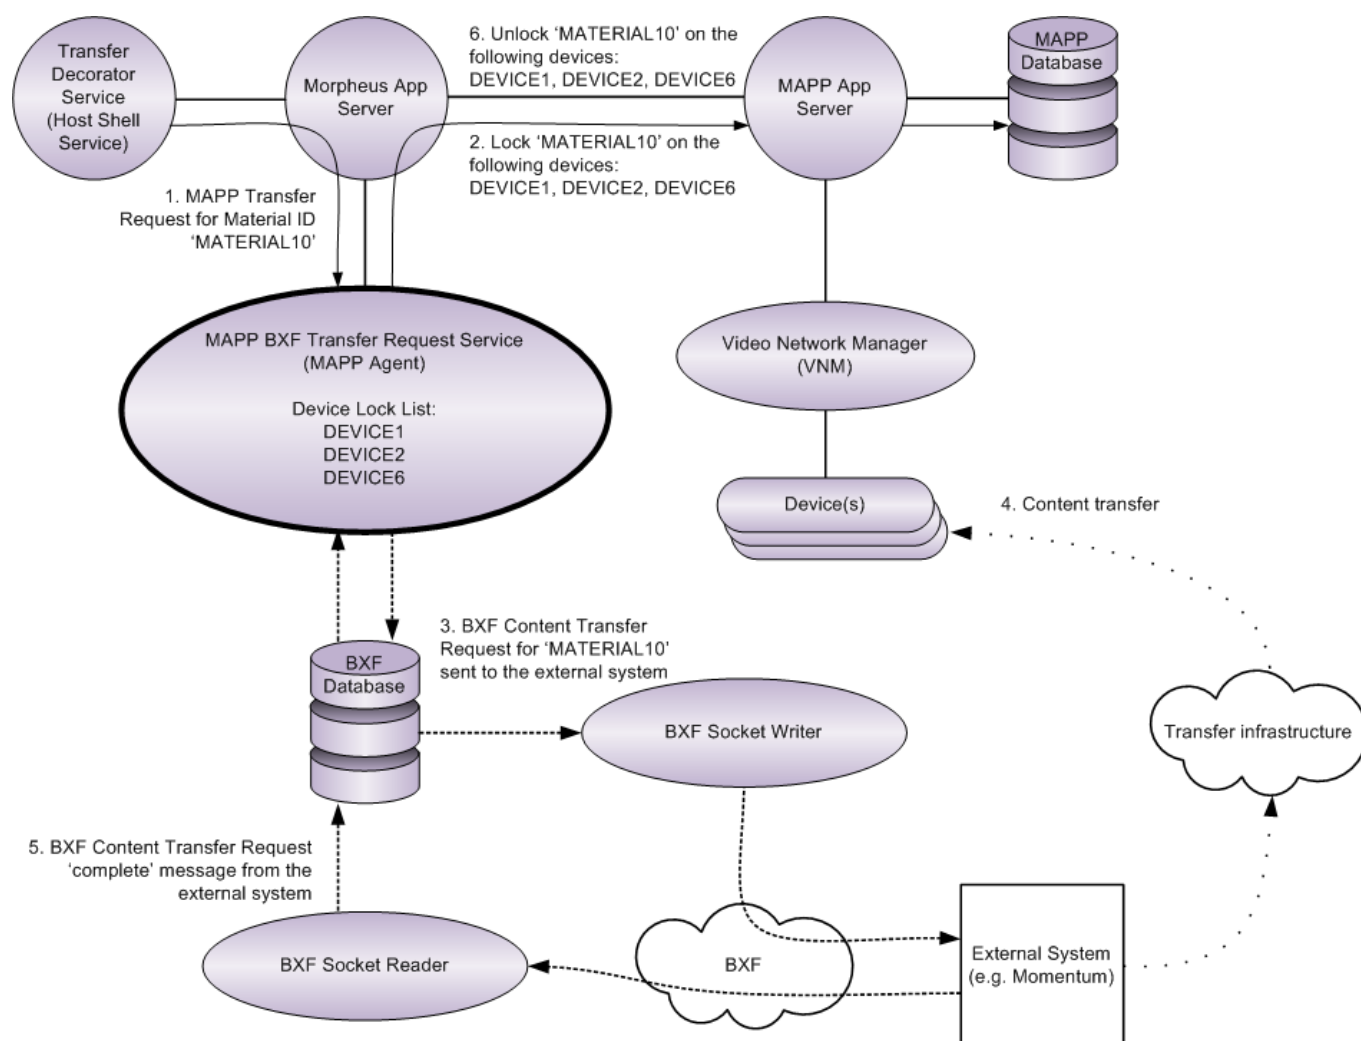 Transfer
Decorator
Service
(Host Shell
Service)
Morpheus App
Server
6. Unlock ‘MATERIAL10’ on the
following devices:
DEVICE1, DEVICE2, DEVICE6
MAPP App
Server
MAPP
Database
2. Lock ‘MATERIAL10’ on the
following devices:
DEVICE1, DEVICE2, DEVICE6
1. MAPP Transfer
Request for Material ID
‘MATERIAL10’
MAPP BXF Transfer Request Service
(MAPP Agent)
Device Lock List:
DEVICE1
DEVICE2
DEVICE6
Video Network Manager
(VNM)
Device(s)
4. Content transfer
3. BXF Content Transfer
Request for ‘MATERIAL10’
sent to the external system
BXF
Database
BXF Socket Writer
Transfer infrastructure
5. BXF Content Transfer Request
‘complete’ message from the
external system
BXF Socket Reader
BXF
External System
(e.g. Momentum)